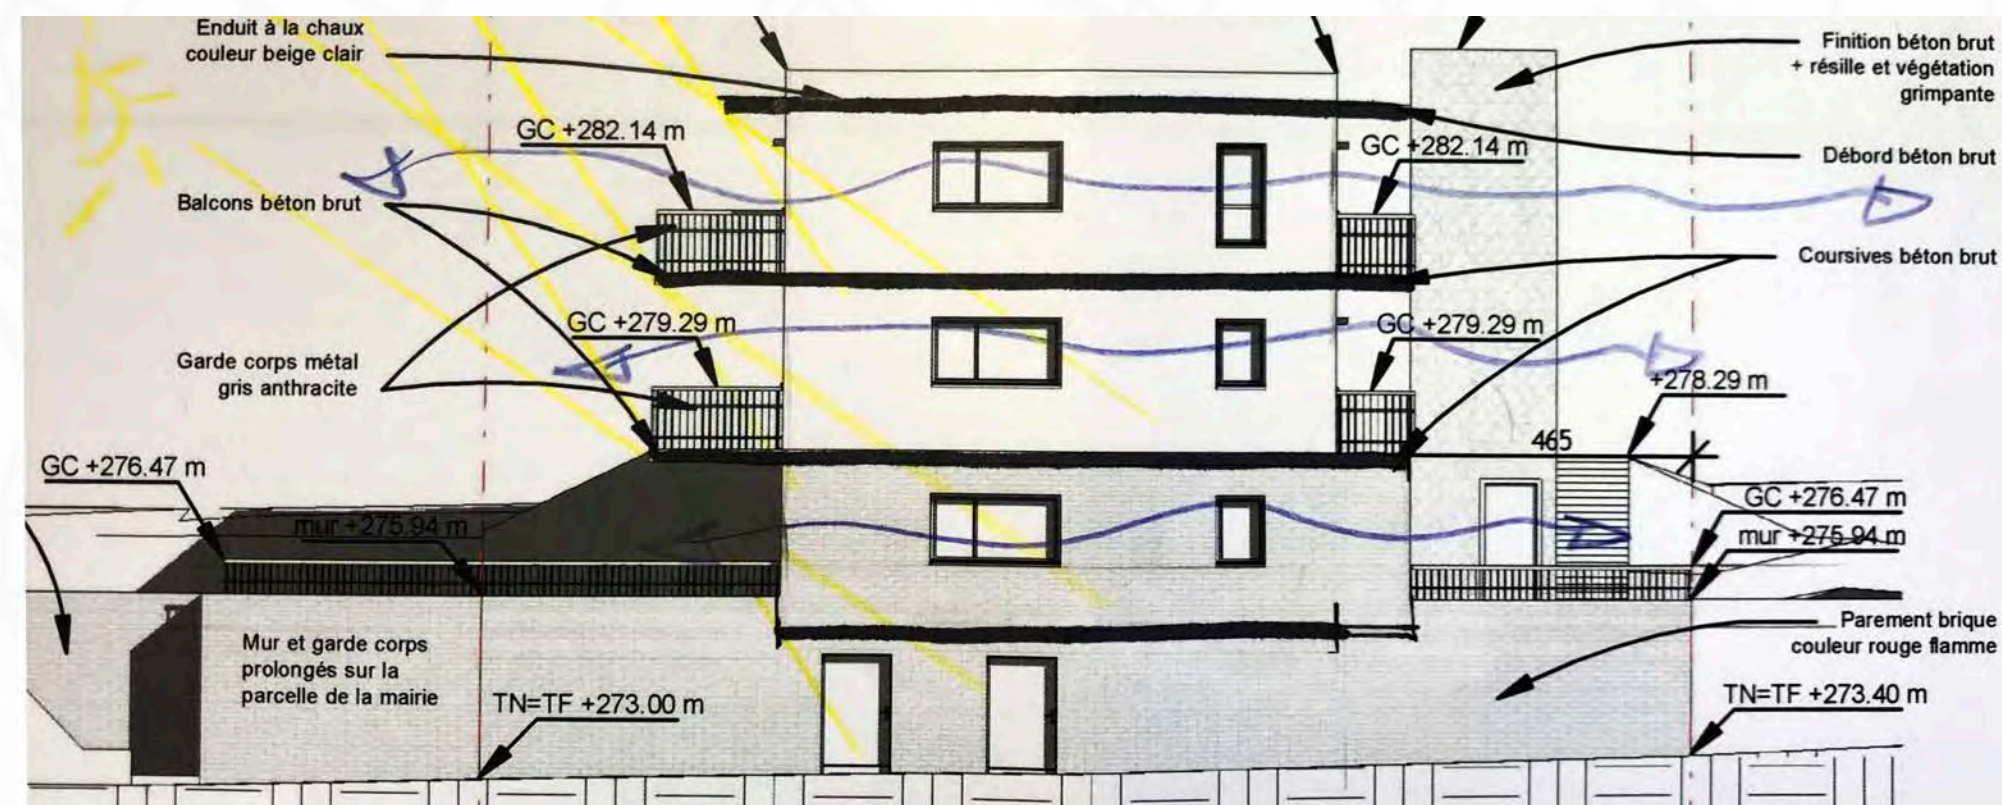 Enduit à la chaux
couleur beige clair
Finition béton brut
+ résille et végétation
grimpante
GC +282.14 m
GC +282.14 m
Débord béton brut
Balcons béton brut
Coursives béton brut
GC +279.29 m
GC +279.29 m
Garde corps métal
gris anthracite
+278.29 m
465
GC +276.47 m
GC +276.47 m
mur +275.94 m
mur +275.94 m
Mur et garde corps
prolongés sur la
parcelle de la mairie
Parement brique
couleur rouge flamme
TN=TF +273.00 m
TN=TF +273.40 m